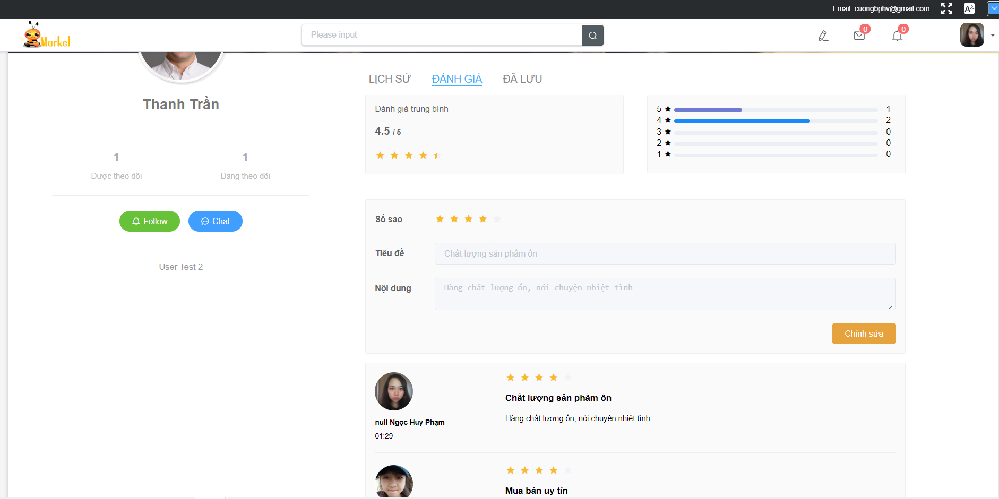 Email: cuongbphv@gmail.com
Market
Please input
0
0
Thanh Trần
1
Được theo dõi
1
Đang theo dõi
Follow
Chat
User Test 2
LỊCH SỬ
ĐÁNH GIÁ
ĐÃ LƯU
Đánh giá trung bình
4.5 / 5
5 ★ 1
4 ★ 2
3 ★ 0
2 ★ 0
1 ★ 0
Số sao
Tiêu đề
Chất lượng sản phẩm ổn
Nội dung
Hàng chất lượng ổn, nói chuyện nhiệt tình
Chỉnh sửa
null Ngọc Huy Phạm
01:29
Chất lượng sản phẩm ổn
Hàng chất lượng ổn, nói chuyện nhiệt tình
Mua bán uy tín